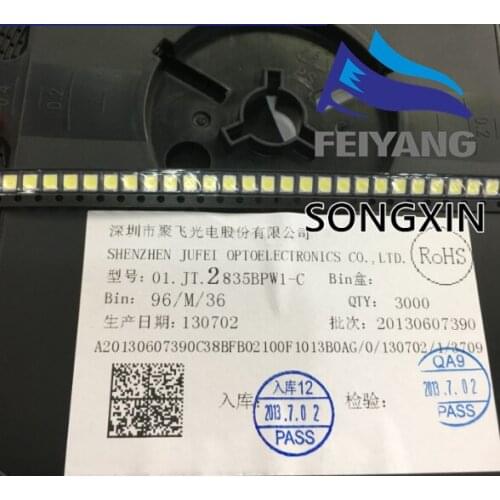 FEIYANG
SONGXIN
深圳市聚飞光电股份有限公司
SHENZHEN JUFEI OPTOELECTRONICS CO.,LTD.
RoHS
型号: 01.JT.2835BPW1-C Bin盒:
Bin: 96/M/36 QTY: 3000
生产日期: 130702 批次: 20130607390
A20130607390C38BFB02100F1013B0AG/0/130702/1/3709
QA9
2013.7.02
PASS
入库12
入库:
2013.7.02
检验:
PASS